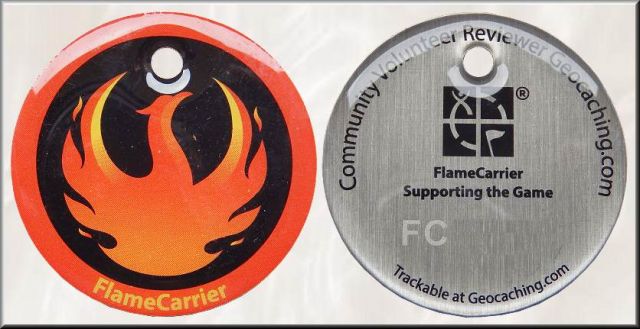 FlameCarrier
Community Volunteer Reviewer Geocaching.com
®
FlameCarrier
Supporting the Game
FC
Trackable at Geocaching.com